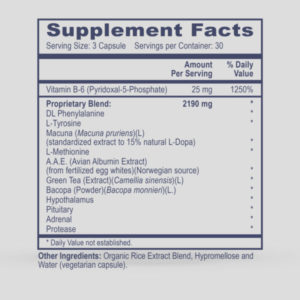 Supplement Facts
Serving Size: 3 Capsule Servings per Container: 30
Amount Per Serving % Daily Value
Vitamin B-6 (Pyridoxal-5-Phosphate) 25 mg 1250%
Proprietary Blend: 2190 mg *
DL Phenylalanine *
L-Tyrosine *
Macuna (Macuna pruriens)(L)
(standardized extract to 15% natural L-Dopa) *
L-Methionine *
A.A.E. (Avian Albumin Extract)
(from fertilized egg whites)(Norwegian source) *
Green Tea (Extract)(Camellia sinensis)(L) *
Bacopa (Powder)(Bacopa monnieri)(L.) *
Hypothalamus *
Pituitary *
Adrenal *
Protease *
* Daily Value not established.
Other Ingredients: Organic Rice Extract Blend, Hypromellose and
Water (vegetarian capsule).